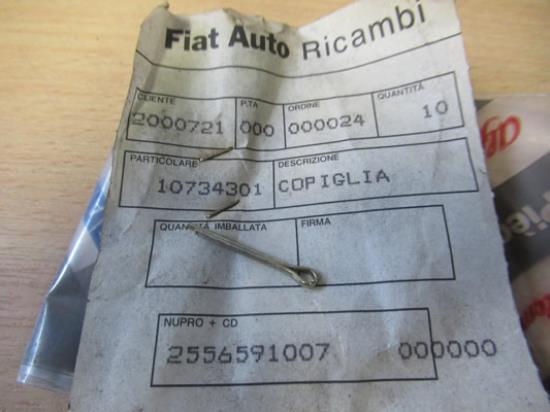 Fiat Auto Ricambi
CLIENTE P.TA ORDINE QUANTITÀ
2000721 000 000024 10
PARTICOLARE DESCRIZIONE
10734301 COPIGLIA
QUANTITÀ IMBALLATA FIRMA
NUPRO + CD
2556591007 000000